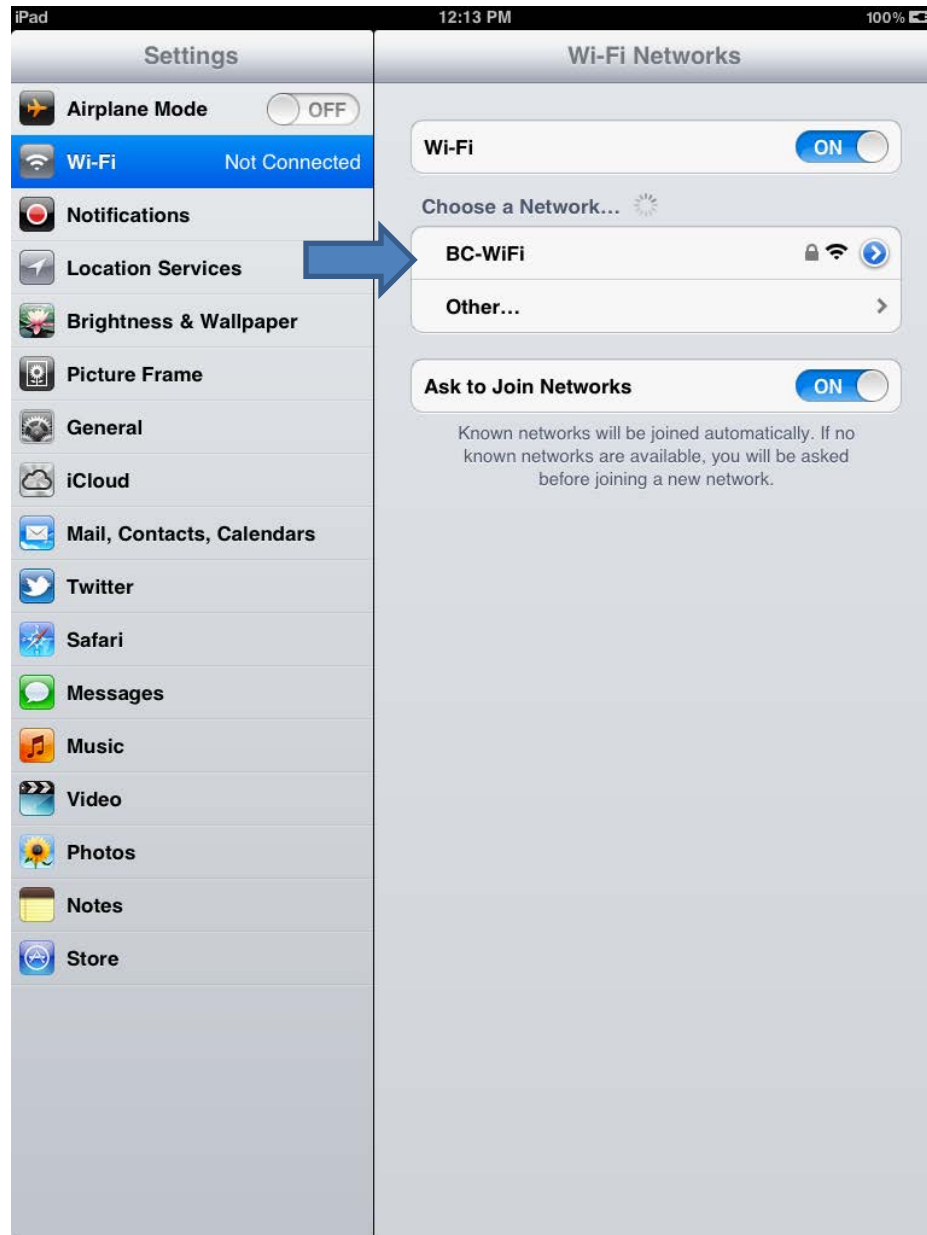 iPad 12:13 PM 100%
Settings
Airplane Mode OFF
Wi-Fi Not Connected
Notifications
Location Services
Brightness & Wallpaper
Picture Frame
General
iCloud
Mail, Contacts, Calendars
Twitter
Safari
Messages
Music
Video
Photos
Notes
Store
Wi-Fi Networks
Wi-Fi ON
Choose a Network...
BC-WiFi
Other...
Ask to Join Networks ON
Known networks will be joined automatically. If no
known networks are available, you will be asked
before joining a new network.